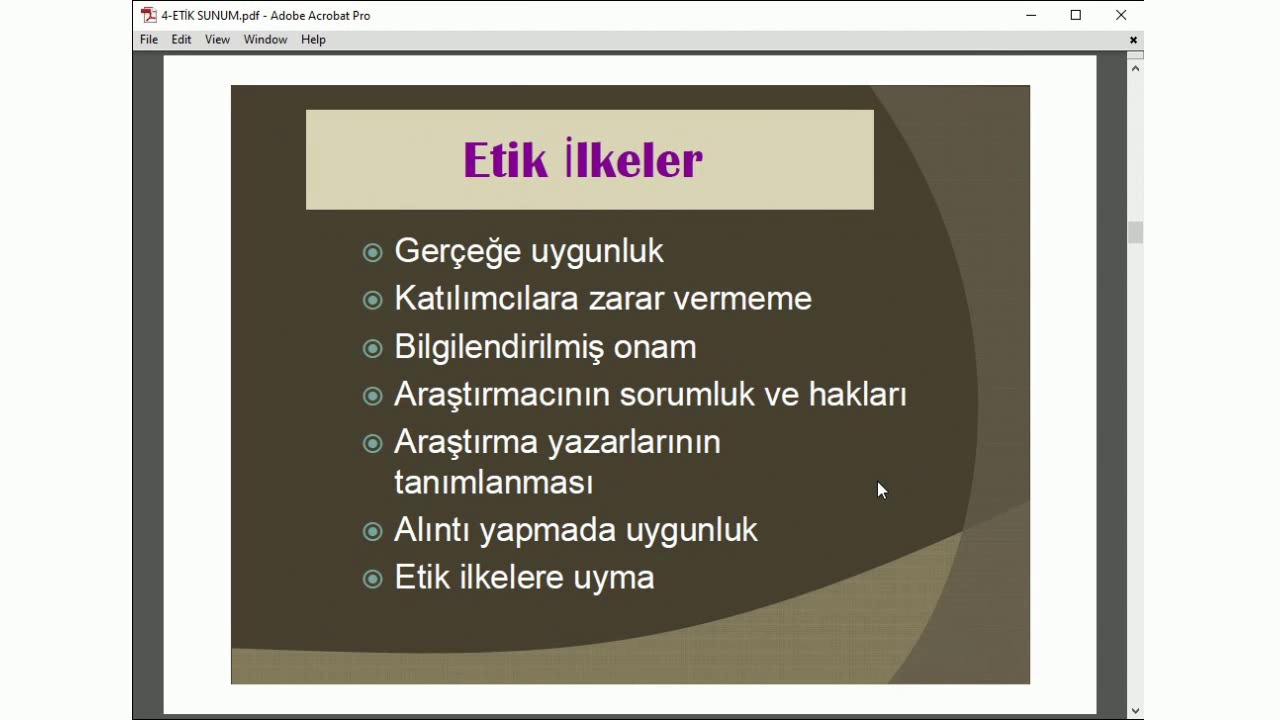 4-ETİK SUNUM.pdf - Adobe Acrobat Pro
File Edit View Window Help
Etik İlkeler
Gerçeğe uygunluk
Katılımcılara zarar vermeme
Bilgilendirilmiş onam
Araştırmacının sorumluk ve hakları
Araştırma yazarlarının
tanımlanması
Alıntı yapmada uygunluk
Etik ilkelere uyma